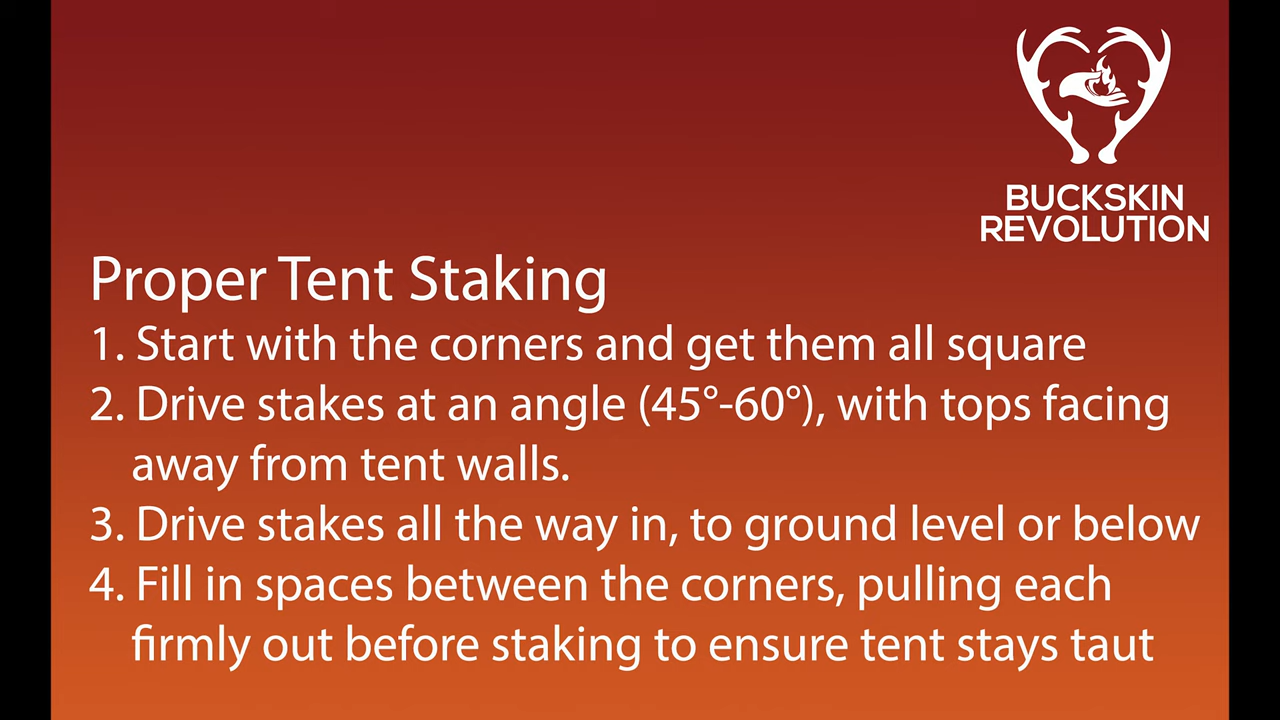 BUCKSKIN
REVOLUTION
Proper Tent Staking
1. Start with the corners and get them all square
2. Drive stakes at an angle (45°-60°), with tops facing
away from tent walls.
3. Drive stakes all the way in, to ground level or below
4. Fill in spaces between the corners, pulling each
firmly out before staking to ensure tent stays taut